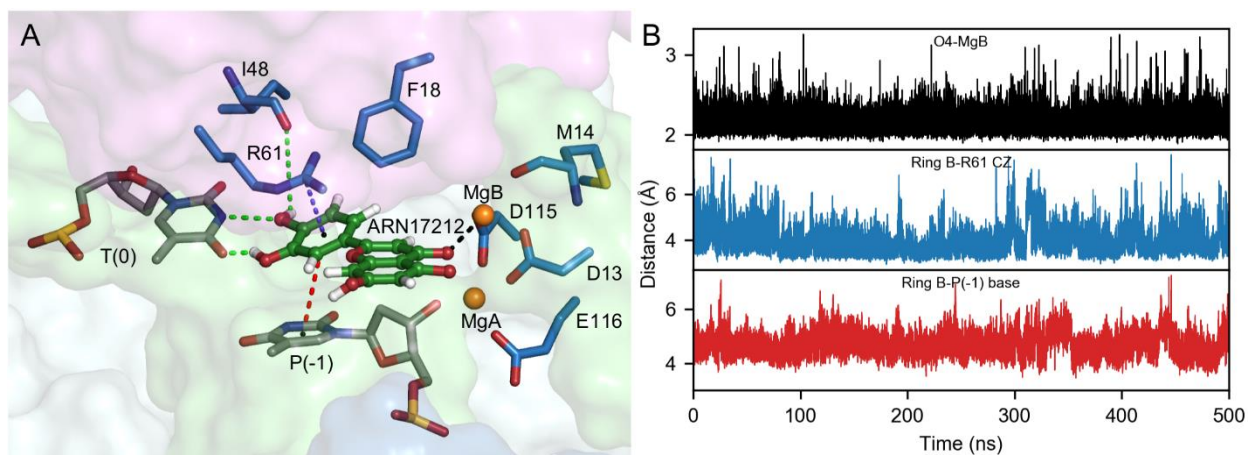 A
I48
F18
R61
M14
MgB
D115
ARN17212
T(0)
D13
MgA
E116
P(-1)
B
O4-MgB
3
2
Ring B-R61 CZ
6
4
Distance (Å)
Ring B-P(-1) base
6
4
0 100 200 300 400 500
Time (ns)